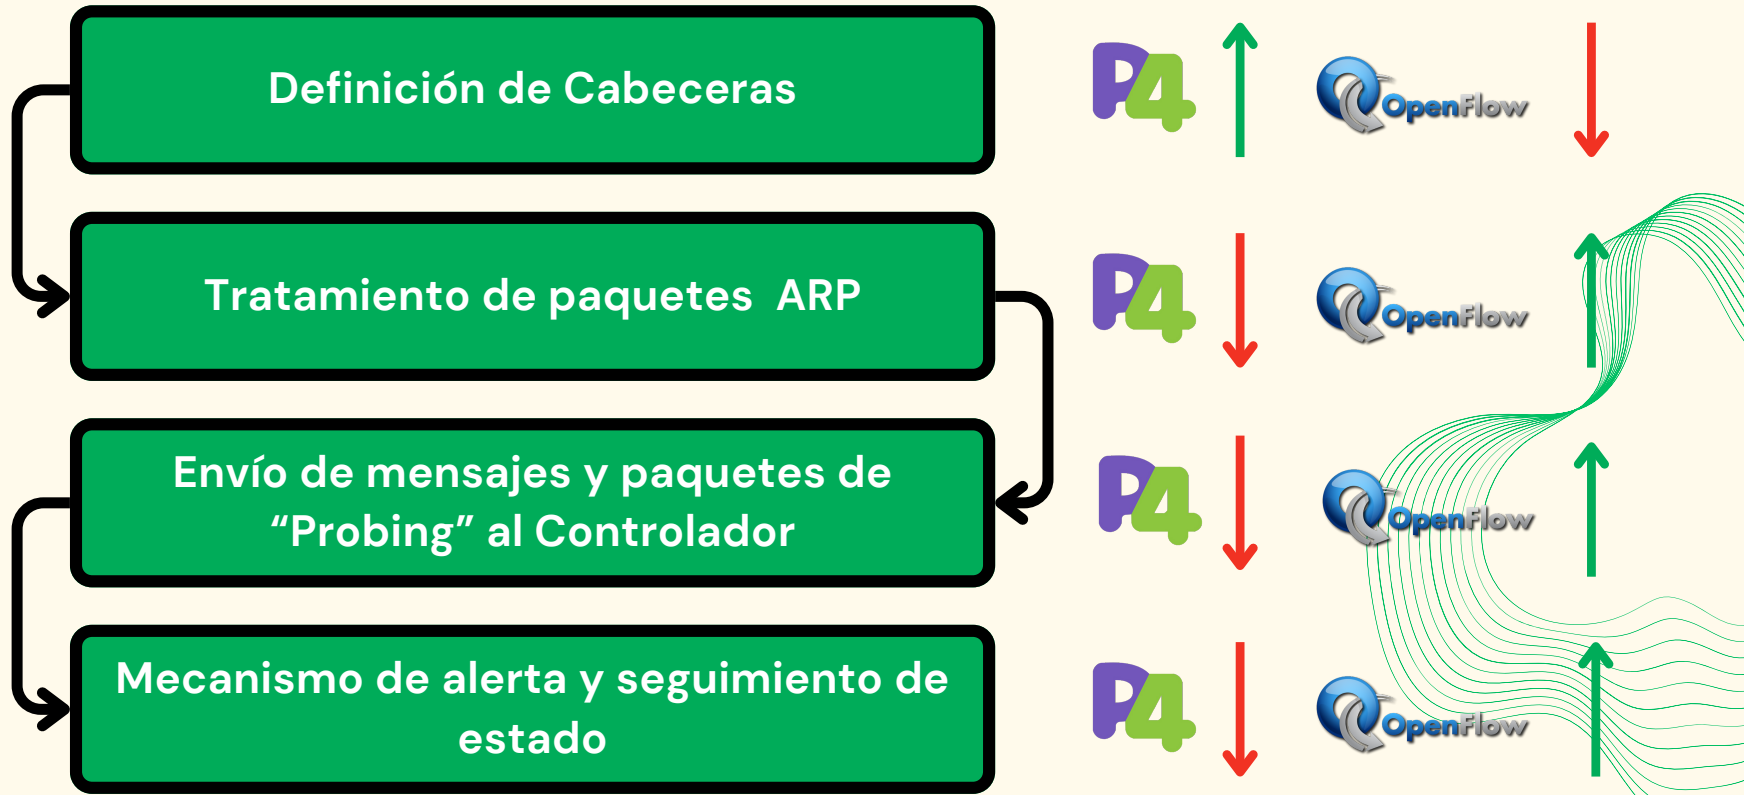 Definición de Cabeceras
P4
OpenFlow
Tratamiento de paquetes ARP
P4
OpenFlow
Envío de mensajes y paquetes de
“Probing” al Controlador
P4
OpenFlow
Mecanismo de alerta y seguimiento de
estado
P4
OpenFlow